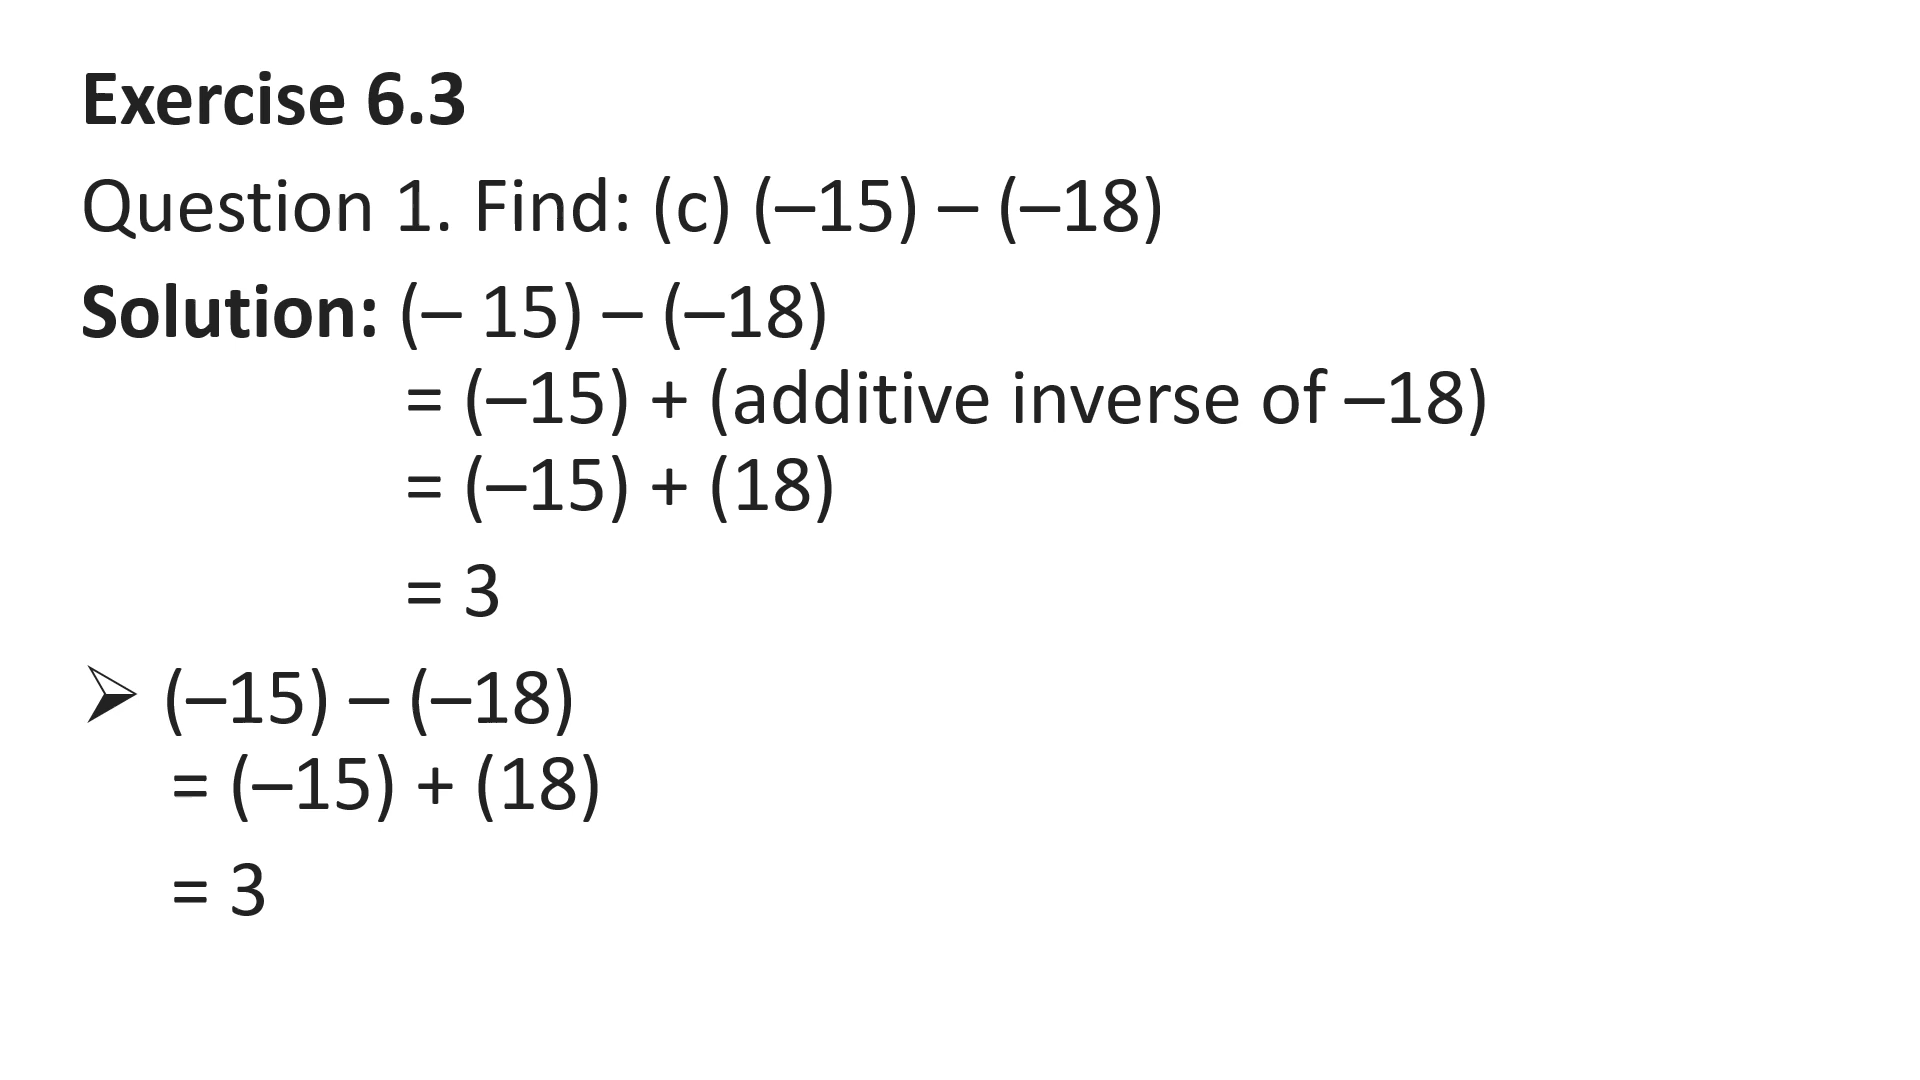 Exercise 6.3
Question 1. Find: (c) (–15) – (–18)
Solution: (– 15) – (–18)
= (–15) + (additive inverse of –18)
= (–15) + (18)
= 3
➢ (–15) – (–18)
= (–15) + (18)
= 3